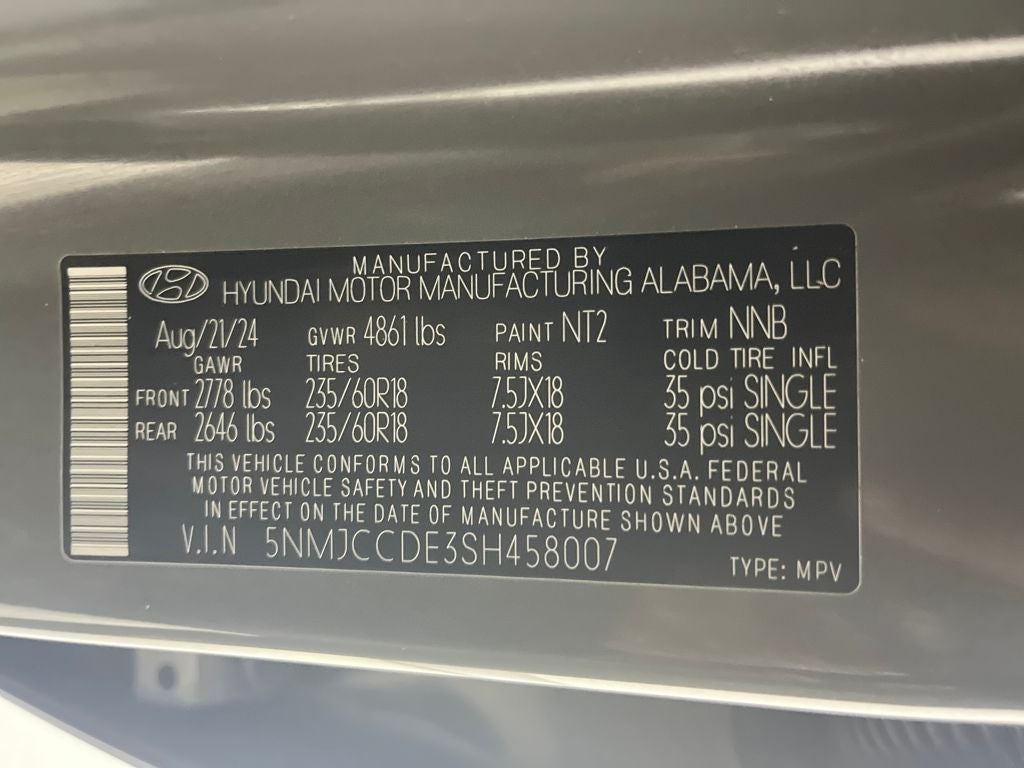 MANUFACTURED BY
HYUNDAI MOTOR MANUFACTURING ALABAMA, LLC
Aug/21/24 GVWR 4861 lbs PAINT NT2 TRIM NNB
GAWR TIRES RIMS COLD TIRE INFL
FRONT 2778 lbs 235/60R18 7.5JX18 35 psi SINGLE
REAR 2646 lbs 235/60R18 7.5JX18 35 psi SINGLE
THIS VEHICLE CONFORMS TO ALL APPLICABLE U.S.A. FEDERAL
MOTOR VEHICLE SAFETY AND THEFT PREVENTION STANDARDS
IN EFFECT ON THE DATE OF MANUFACTURE SHOWN ABOVE
V.I.N 5NMJCCDE3SH458007 TYPE: MPV